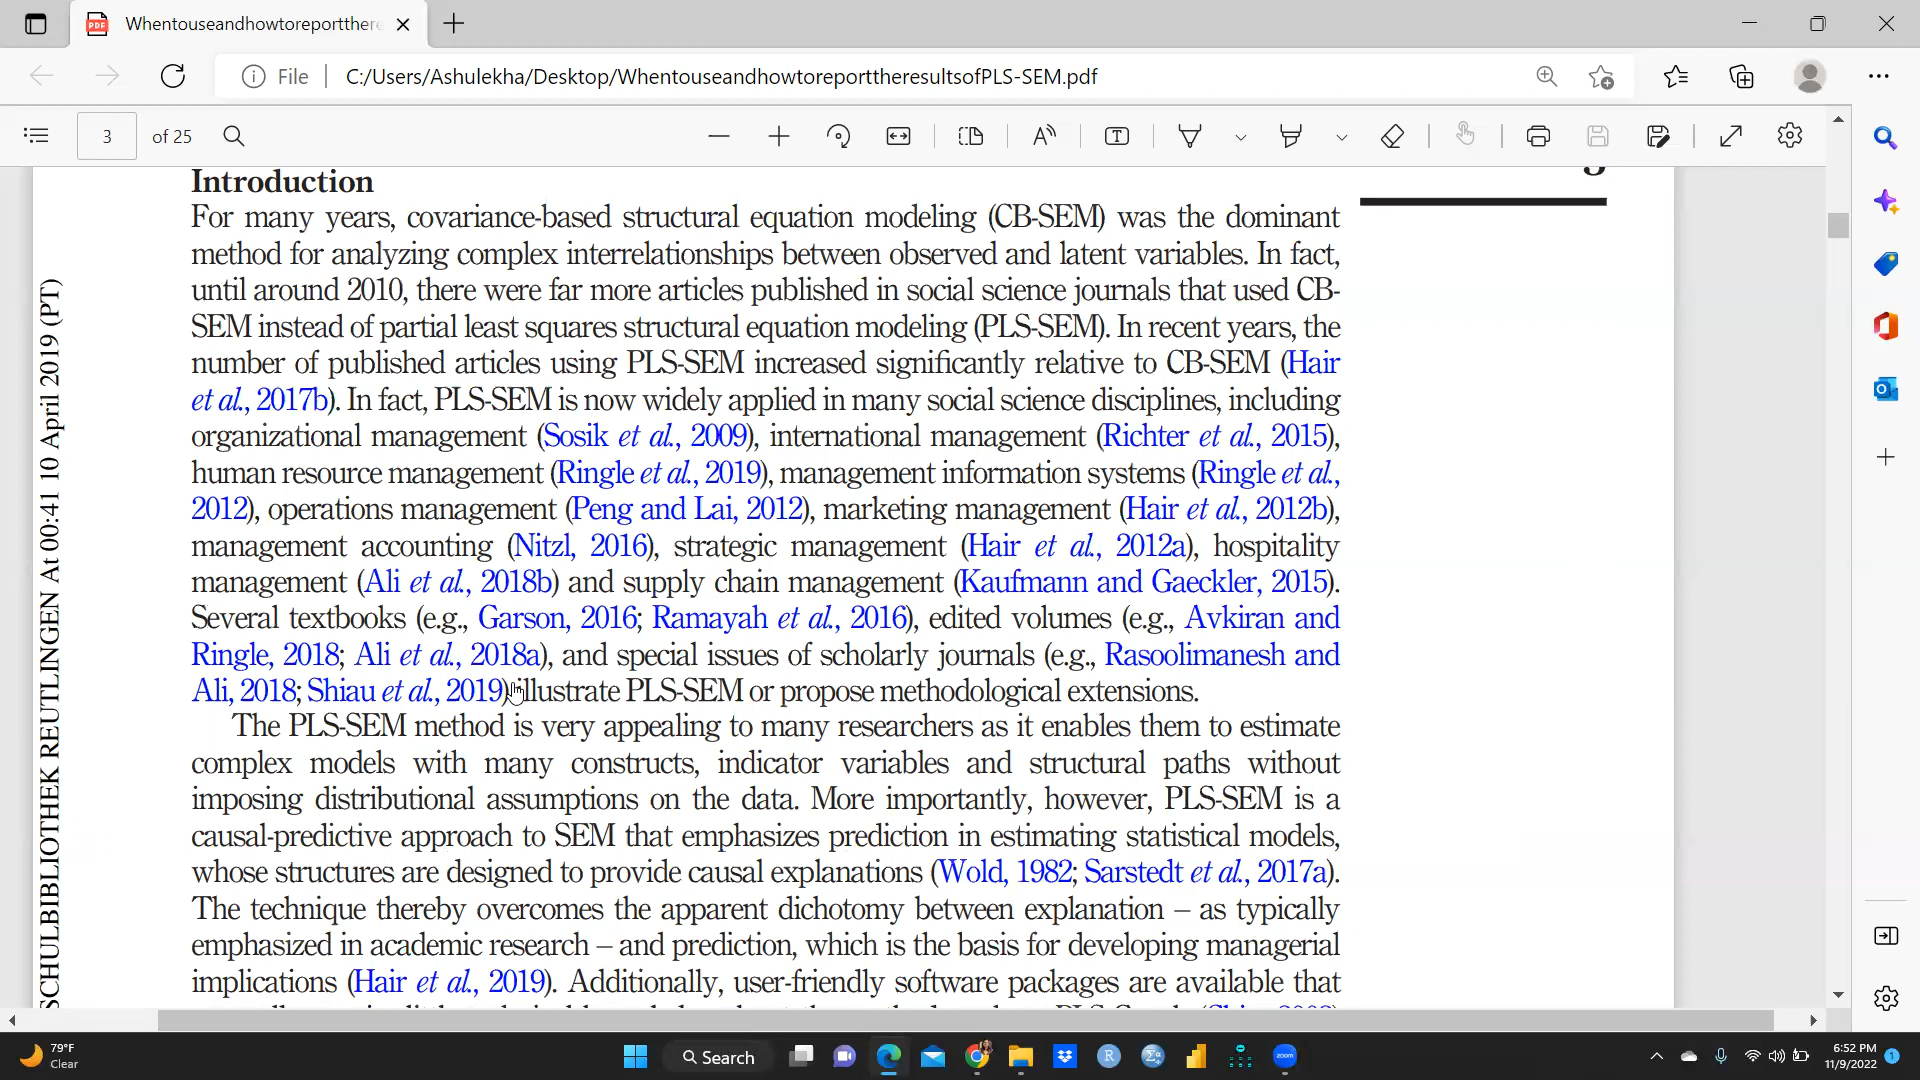 Whentouseandhowtoreportthere
File
C:/Users/Ashulekha/Desktop/WhentouseandhowtoreporttheresultsofPLS-SEM.pdf
3 of 25
Introduction
For many years, covariance-based structural equation modeling (CB-SEM) was the dominant
method for analyzing complex interrelationships between observed and latent variables. In fact,
until around 2010, there were far more articles published in social science journals that used CB-
SEM instead of partial least squares structural equation modeling (PLS-SEM). In recent years, the
number of published articles using PLS-SEM increased significantly relative to CB-SEM (Hair
et al., 2017b). In fact, PLS-SEM is now widely applied in many social science disciplines, including
organizational management (Sosik et al., 2009), international management (Richter et al., 2015),
human resource management (Ringle et al., 2019), management information systems (Ringle et al.,
2012), operations management (Peng and Lai, 2012), marketing management (Hair et al., 2012b),
management accounting (Nitzl, 2016), strategic management (Hair et al., 2012a), hospitality
management (Ali et al., 2018b) and supply chain management (Kaufmann and Gaeckler, 2015).
Several textbooks (e.g., Garson, 2016; Ramayah et al., 2016), edited volumes (e.g., Avkiran and
Ringle, 2018; Ali et al., 2018a), and special issues of scholarly journals (e.g., Rasoolimanesh and
Ali, 2018; Shiau et al., 2019) illustrate PLS-SEM or propose methodological extensions.
The PLS-SEM method is very appealing to many researchers as it enables them to estimate
complex models with many constructs, indicator variables and structural paths without
imposing distributional assumptions on the data. More importantly, however, PLS-SEM is a
causal-predictive approach to SEM that emphasizes prediction in estimating statistical models,
whose structures are designed to provide causal explanations (Wold, 1982; Sarstedt et al., 2017a).
The technique thereby overcomes the apparent dichotomy between explanation – as typically
emphasized in academic research – and prediction, which is the basis for developing managerial
implications (Hair et al., 2019). Additionally, user-friendly software packages are available that
SCHULBIBLIOTHEK REUTLINGEN At 00:41 10 April 2019 (PT)
79°F
Clear
Search
zoom
6:52 PM
11/9/2022
1